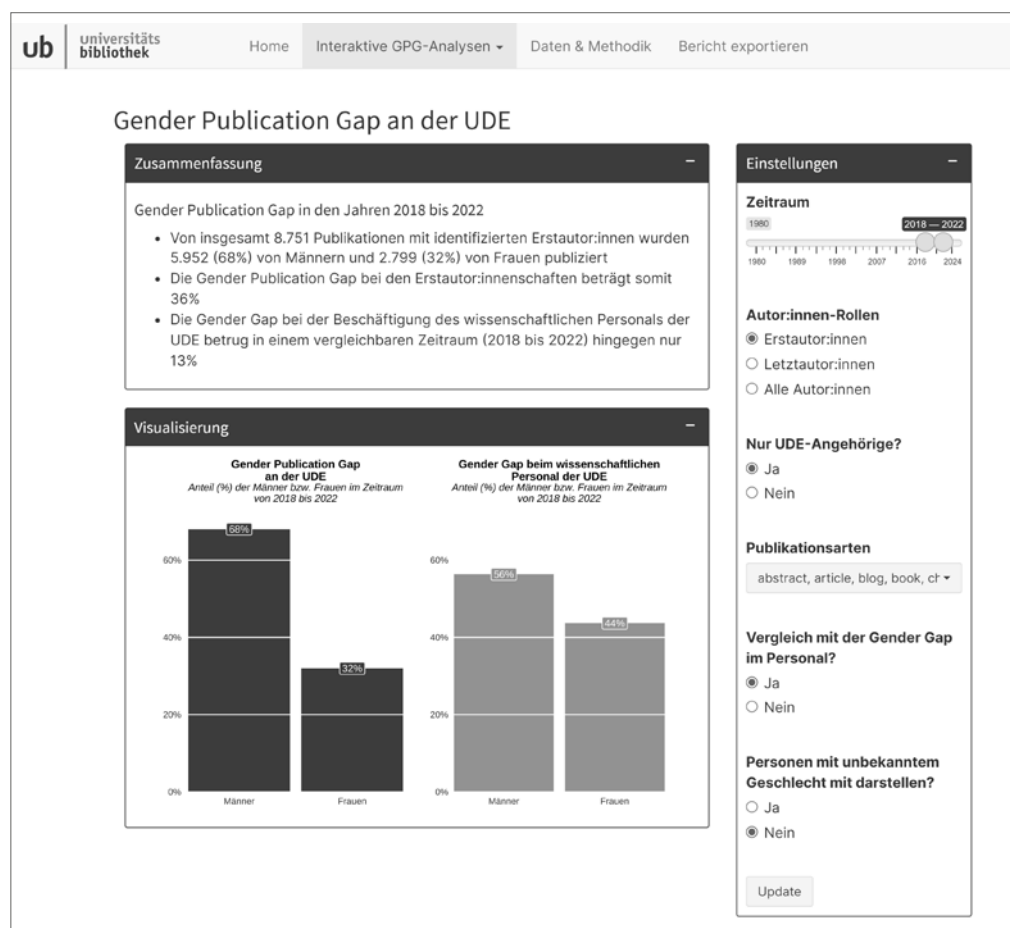 ub universitäts
bibliothek
Home Interaktive GPG-Analysen Daten & Methodik Bericht exportieren
Gender Publication Gap an der UDE
Zusammenfassung –
Gender Publication Gap in den Jahren 2018 bis 2022
• Von insgesamt 8.751 Publikationen mit identifizierten Erstautor:innen wurden
5.952 (68%) von Männern und 2.799 (32%) von Frauen publiziert
• Die Gender Publication Gap bei den Erstautor:innenschaften beträgt somit
36%
• Die Gender Gap bei der Beschäftigung des wissenschaftlichen Personals der
UDE betrug in einem vergleichbaren Zeitraum (2018 bis 2022) hingegen nur
13%
Visualisierung –
Gender Publication Gap
an der UDE
Anteil (%) der Männer bzw. Frauen im Zeitraum
von 2018 bis 2022
68%
60%
40%
32%
20%
0%
Männer Frauen
Gender Gap beim wissenschaftlichen
Personal der UDE
Anteil (%) der Männer bzw. Frauen im Zeitraum
von 2018 bis 2022
60%
56%
44%
40%
20%
0%
Männer Frauen
Einstellungen –
Zeitraum
1980 2018 — 2022
1980 1989 1998 2007 2016 2024
Autor:innen-Rollen
Erstautor:innen
Letztautor:innen
Alle Autor:innen
Nur UDE-Angehörige?
Ja
Nein
Publikationsarten
abstract, article, blog, book, ch
Vergleich mit der Gender Gap
im Personal?
Ja
Nein
Personen mit unbekanntem
Geschlecht mit darstellen?
Ja
Nein
Update